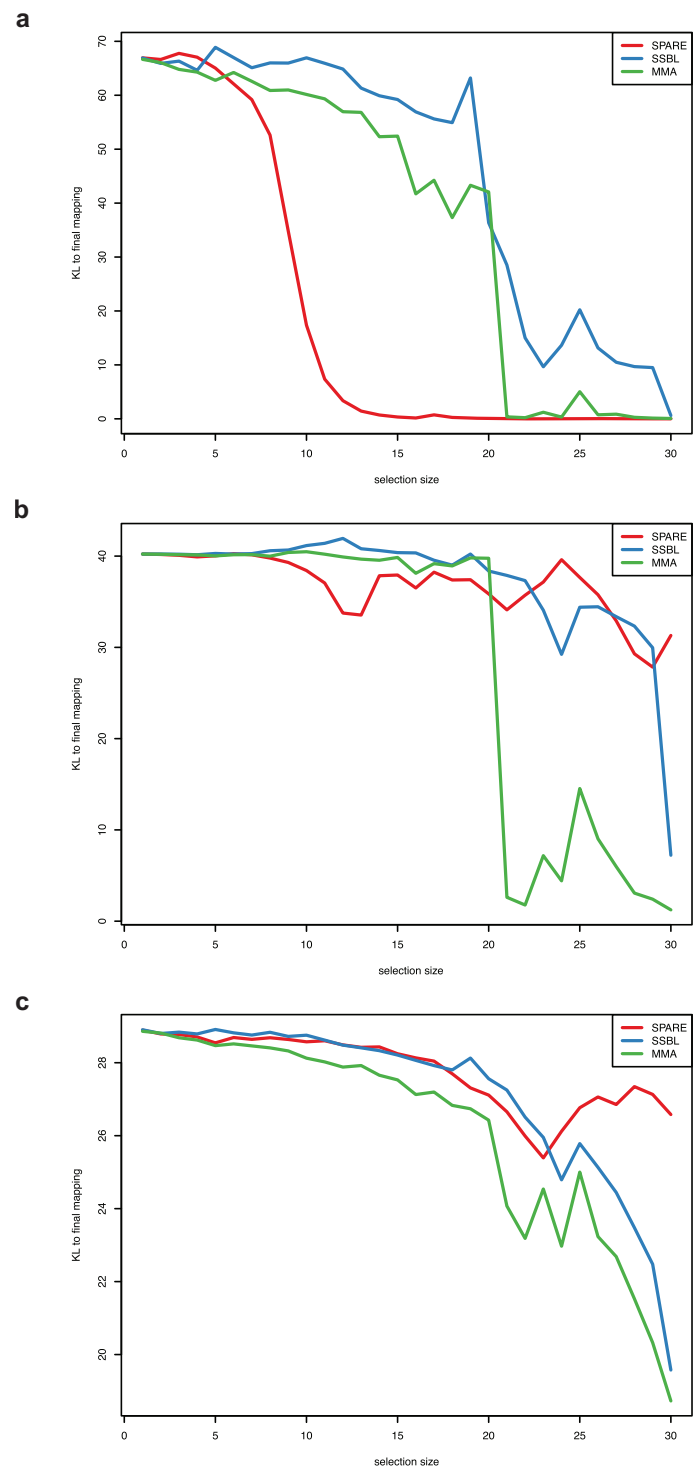 a
70
60
50
40
30
20
10
0
KL to final mapping
SPARE
SSBL
MMA
0 5 10 15 20 25 30
selection size
b
40
30
20
10
0
KL to final mapping
SPARE
SSBL
MMA
0 5 10 15 20 25 30
selection size
c
28
26
24
22
20
KL to final mapping
SPARE
SSBL
MMA
0 5 10 15 20 25 30
selection size